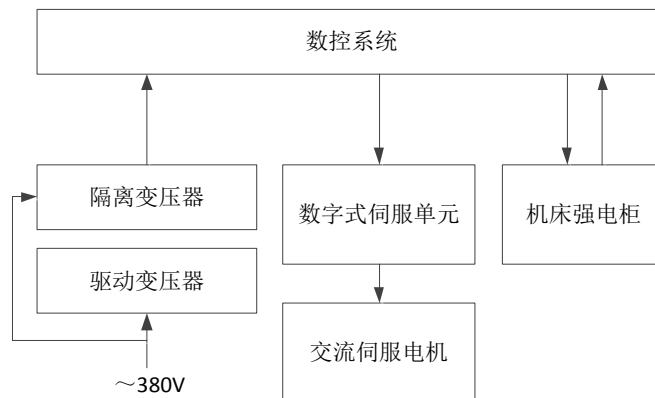 数控系统
隔离变压器
数字式伺服单元
机床强电柜
驱动变压器
交流伺服电机
～380V